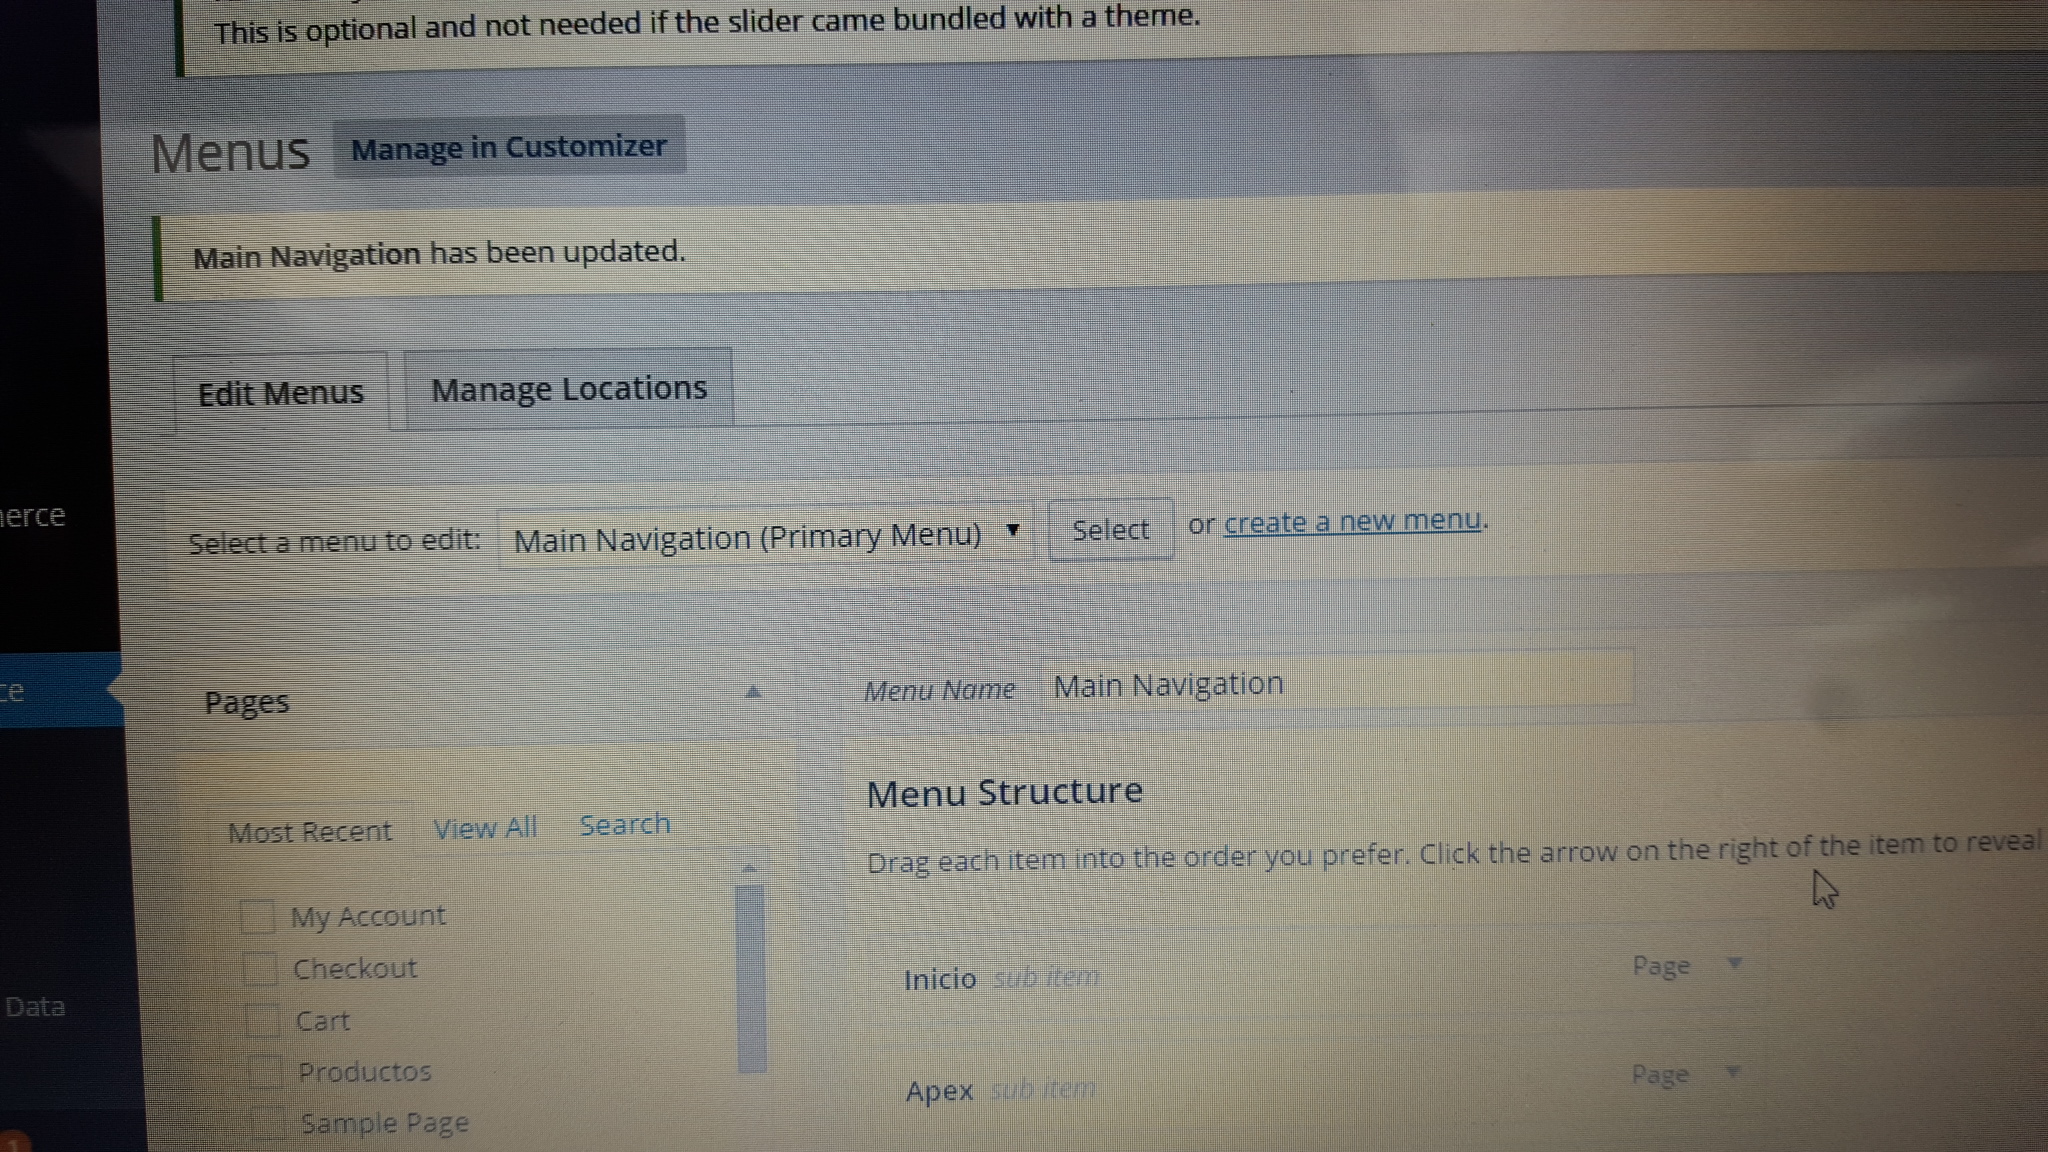 This is optional and not needed if the slider came bundled with a theme.
Menus Manage in Customizer
Main Navigation has been updated.
Edit Menus Manage Locations
erce
Select a menu to edit: Main Navigation (Primary Menu) Select or create a new menu.
ce
Pages
Menu Name Main Navigation
Menu Structure
Most Recent View All Search
Drag each item into the order you prefer. Click the arrow on the right of the item to reveal
My Account
Checkout
Inicio sub item Page
Data
Cart
Productos
Apex sub item Page
Sample Page
1